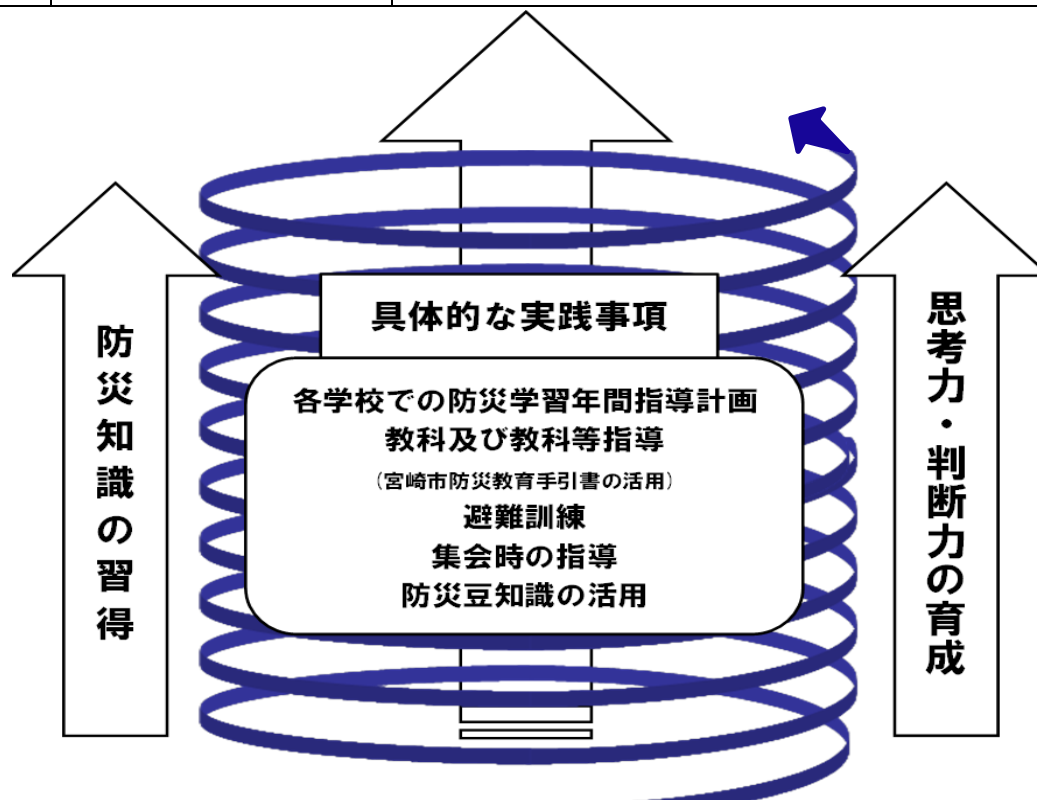 具体的な実践事項
各学校での防災学習年間指導計画
教科及び教科等指導
（宮崎市防災教育手引書の活用）
避難訓練
集会時の指導
防災豆知識の活用
防災知識の習得
思考力・判断力の育成